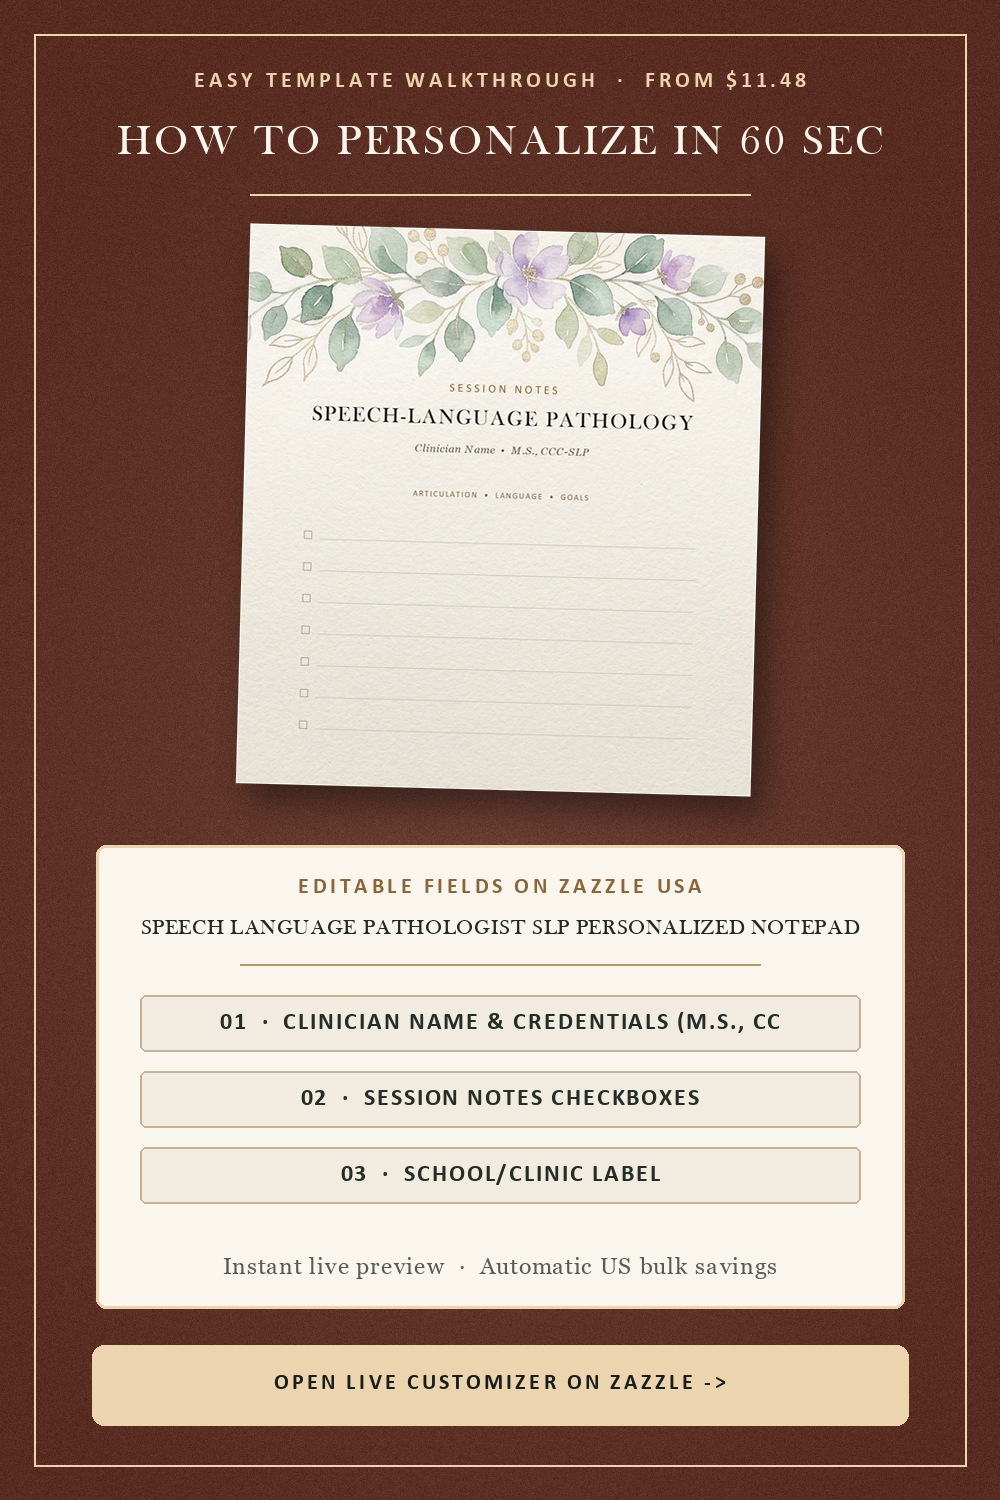 EASY TEMPLATE WALKTHROUGH · FROM $11.48
HOW TO PERSONALIZE IN 60 SEC
SESSION NOTES
SPEECH-LANGUAGE PATHOLOGY
Clinician Name • M.S., CCC-SLP
ARTICULATION • LANGUAGE • GOALS
EDITABLE FIELDS ON ZAZZLE USA
SPEECH LANGUAGE PATHOLOGIST SLP PERSONALIZED NOTEPAD
01 · CLINICIAN NAME & CREDENTIALS (M.S., CC
02 · SESSION NOTES CHECKBOXES
03 · SCHOOL/CLINIC LABEL
Instant live preview · Automatic US bulk savings
OPEN LIVE CUSTOMIZER ON ZAZZLE ->